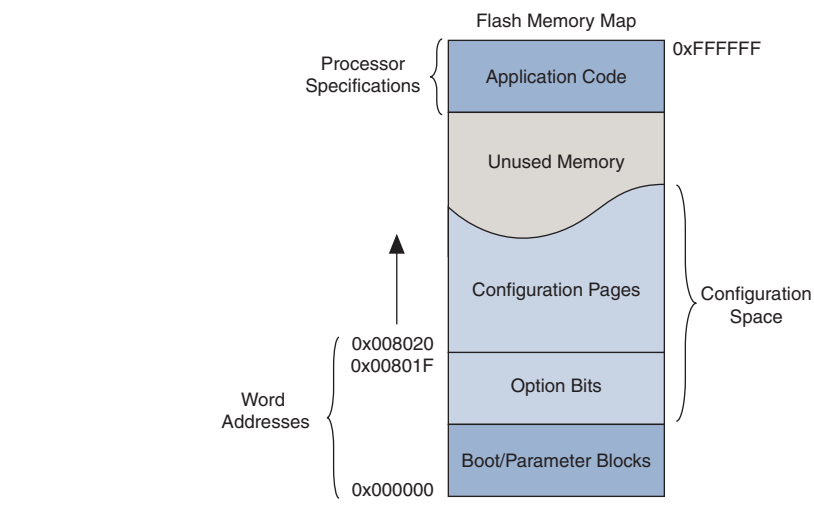 Flash Memory Map
0xFFFFFF
Processor
Specifications
Application Code
Unused Memory
Configuration Pages
Configuration
Space
0x008020
0x00801F
Option Bits
Word
Addresses
Boot/Parameter Blocks
0x000000